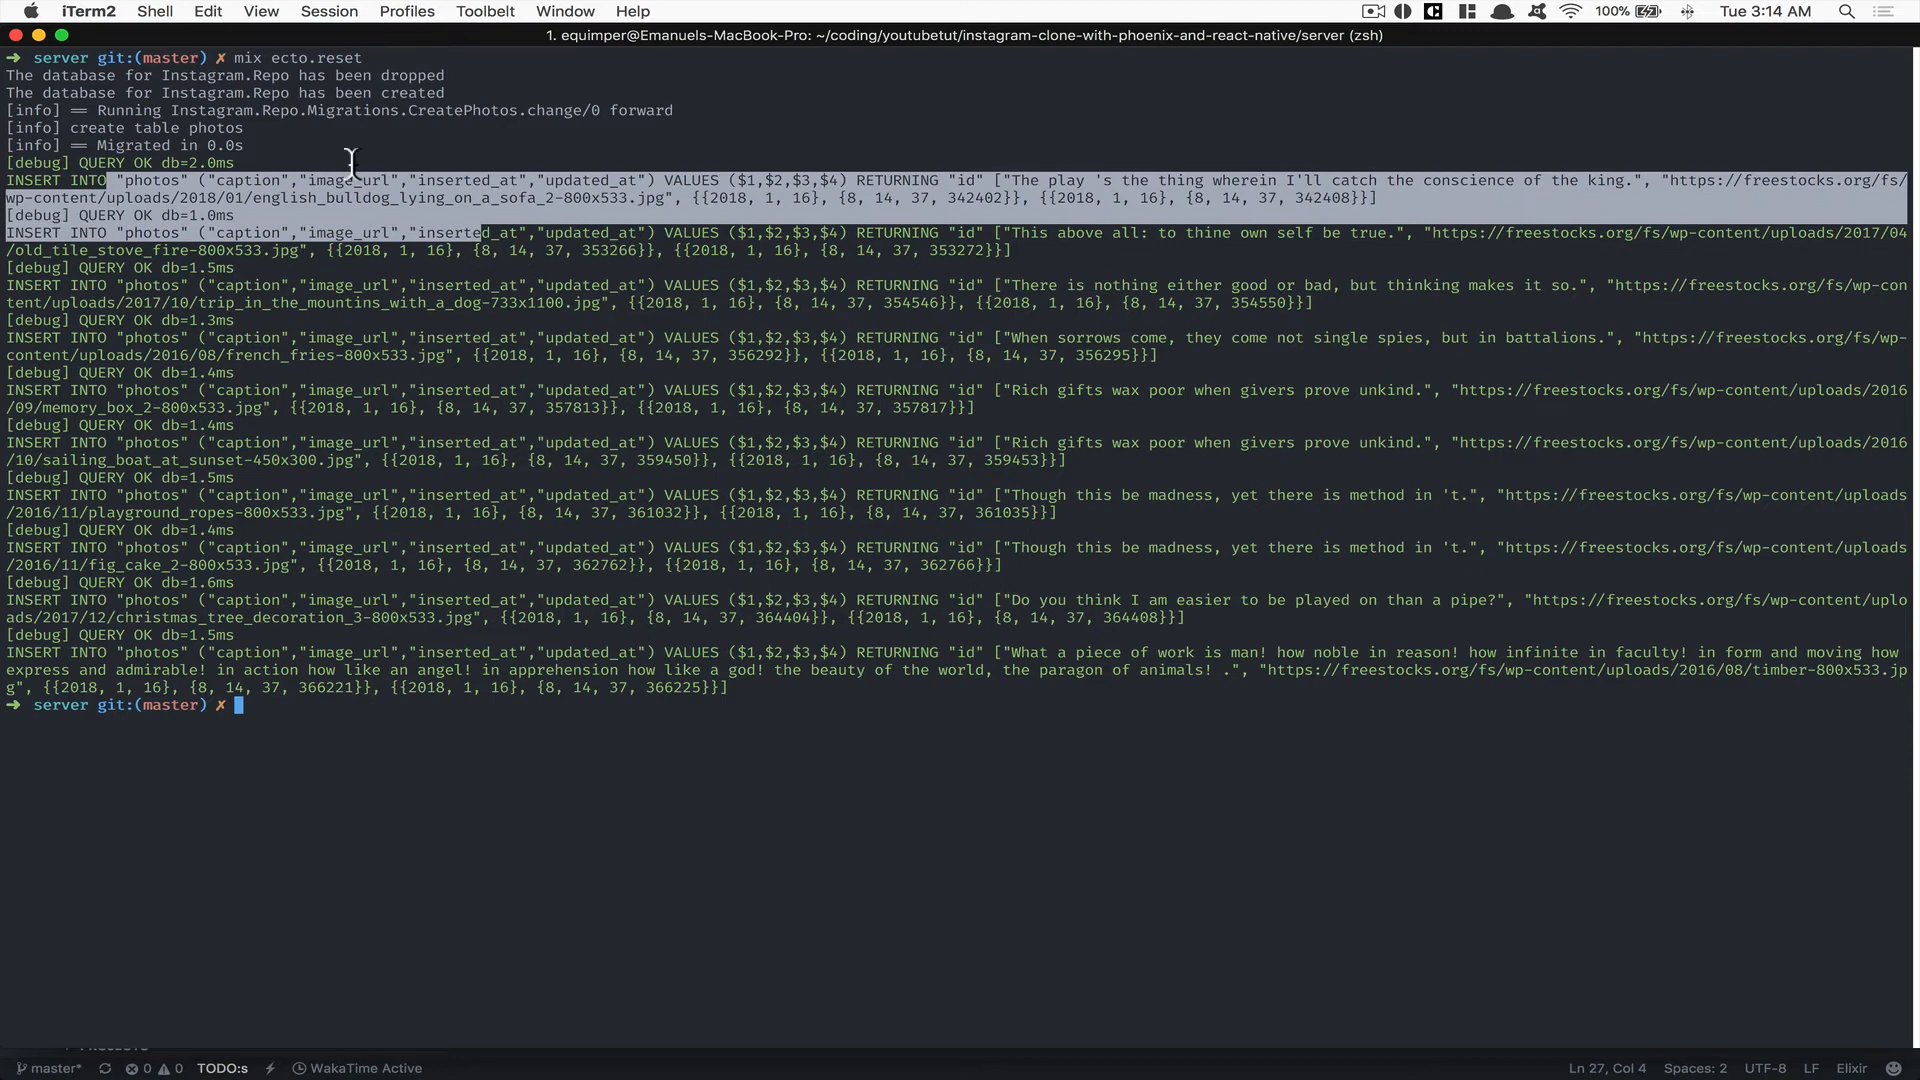 iTerm2 Shell Edit View Session Profiles Toolbelt Window Help 100% Tue 3:14 AM
1. equimper@Emanuels-MacBook-Pro: ~/coding/youtubetut/instagram-clone-with-phoenix-and-react-native/server (zsh)
➜ server git:(master) ✗ mix ecto.reset
The database for Instagram.Repo has been dropped
The database for Instagram.Repo has been created
[info] == Running Instagram.Repo.Migrations.CreatePhotos.change/0 forward
[info] create table photos
[info] == Migrated in 0.0s
[debug] QUERY OK db=2.0ms
INSERT INTO "photos" ("caption","image_url","inserted_at","updated_at") VALUES ($1,$2,$3,$4) RETURNING "id" ["The play 's the thing wherein I'll catch the conscience of the king.", "https://freestocks.org/fs/
wp-content/uploads/2018/01/english_bulldog_lying_on_a_sofa_2-800x533.jpg", {{2018, 1, 16}, {8, 14, 37, 342402}}, {{2018, 1, 16}, {8, 14, 37, 342408}}]
[debug] QUERY OK db=1.0ms
INSERT INTO "photos" ("caption","image_url","inserted_at","updated_at") VALUES ($1,$2,$3,$4) RETURNING "id" ["This above all: to thine own self be true.", "https://freestocks.org/fs/wp-content/uploads/2017/04
/old_tile_stove_fire-800x533.jpg", {{2018, 1, 16}, {8, 14, 37, 353266}}, {{2018, 1, 16}, {8, 14, 37, 353272}}]
[debug] QUERY OK db=1.5ms
INSERT INTO "photos" ("caption","image_url","inserted_at","updated_at") VALUES ($1,$2,$3,$4) RETURNING "id" ["There is nothing either good or bad, but thinking makes it so.", "https://freestocks.org/fs/wp-con
tent/uploads/2017/10/trip_in_the_mountins_with_a_dog-733x1100.jpg", {{2018, 1, 16}, {8, 14, 37, 354546}}, {{2018, 1, 16}, {8, 14, 37, 354550}}]
[debug] QUERY OK db=1.3ms
INSERT INTO "photos" ("caption","image_url","inserted_at","updated_at") VALUES ($1,$2,$3,$4) RETURNING "id" ["When sorrows come, they come not single spies, but in battalions.", "https://freestocks.org/fs/wp-
content/uploads/2016/08/french_fries-800x533.jpg", {{2018, 1, 16}, {8, 14, 37, 356292}}, {{2018, 1, 16}, {8, 14, 37, 356295}}]
[debug] QUERY OK db=1.4ms
INSERT INTO "photos" ("caption","image_url","inserted_at","updated_at") VALUES ($1,$2,$3,$4) RETURNING "id" ["Rich gifts wax poor when givers prove unkind.", "https://freestocks.org/fs/wp-content/uploads/2016
/09/memory_box_2-800x533.jpg", {{2018, 1, 16}, {8, 14, 37, 357813}}, {{2018, 1, 16}, {8, 14, 37, 357817}}]
[debug] QUERY OK db=1.4ms
INSERT INTO "photos" ("caption","image_url","inserted_at","updated_at") VALUES ($1,$2,$3,$4) RETURNING "id" ["Rich gifts wax poor when givers prove unkind.", "https://freestocks.org/fs/wp-content/uploads/2016
/10/sailing_boat_at_sunset-450x300.jpg", {{2018, 1, 16}, {8, 14, 37, 359450}}, {{2018, 1, 16}, {8, 14, 37, 359453}}]
[debug] QUERY OK db=1.5ms
INSERT INTO "photos" ("caption","image_url","inserted_at","updated_at") VALUES ($1,$2,$3,$4) RETURNING "id" ["Though this be madness, yet there is method in 't.", "https://freestocks.org/fs/wp-content/uploads
/2016/11/playground_ropes-800x533.jpg", {{2018, 1, 16}, {8, 14, 37, 361032}}, {{2018, 1, 16}, {8, 14, 37, 361035}}]
[debug] QUERY OK db=1.4ms
INSERT INTO "photos" ("caption","image_url","inserted_at","updated_at") VALUES ($1,$2,$3,$4) RETURNING "id" ["Though this be madness, yet there is method in 't.", "https://freestocks.org/fs/wp-content/uploads
/2016/11/fig_cake_2-800x533.jpg", {{2018, 1, 16}, {8, 14, 37, 362762}}, {{2018, 1, 16}, {8, 14, 37, 362766}}]
[debug] QUERY OK db=1.6ms
INSERT INTO "photos" ("caption","image_url","inserted_at","updated_at") VALUES ($1,$2,$3,$4) RETURNING "id" ["Do you think I am easier to be played on than a pipe?", "https://freestocks.org/fs/wp-content/uplo
ads/2017/12/christmas_tree_decoration_3-800x533.jpg", {{2018, 1, 16}, {8, 14, 37, 364404}}, {{2018, 1, 16}, {8, 14, 37, 364408}}]
[debug] QUERY OK db=1.5ms
INSERT INTO "photos" ("caption","image_url","inserted_at","updated_at") VALUES ($1,$2,$3,$4) RETURNING "id" ["What a piece of work is man! how noble in reason! how infinite in faculty! in form and moving how
express and admirable! in action how like an angel! in apprehension how like a god! the beauty of the world, the paragon of animals! .", "https://freestocks.org/fs/wp-content/uploads/2016/08/timber-800x533.jp
g", {{2018, 1, 16}, {8, 14, 37, 366221}}, {{2018, 1, 16}, {8, 14, 37, 366225}}]
➜ server git:(master) ✗
master* 0 0 TODO:s WakaTime Active Ln 27, Col 4 Spaces: 2 UTF-8 LF Elixir